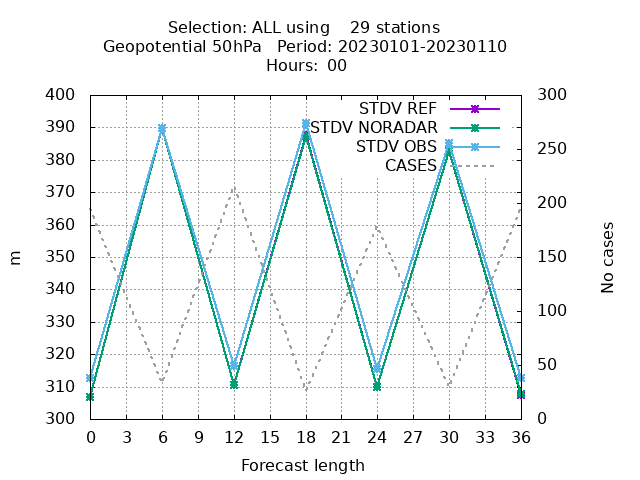 Selection: ALL using    29 stations
Geopotential 50hPa   Period: 20230101-20230110
Hours:  00
STDV REF
STDV NORADAR
STDV OBS
CASES
400
390
380
370
360
350
340
330
320
310
300
m
300
250
200
150
100
50
0
No cases
0 3 6 9 12 15 18 21 24 27 30 33 36
Forecast length